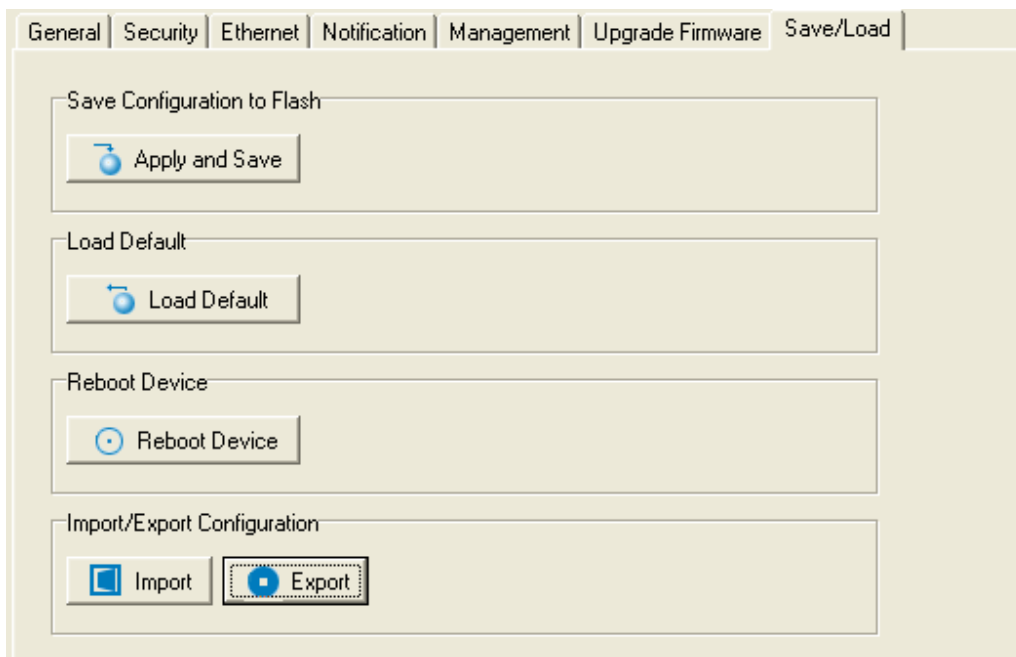 General Security Ethernet Notification Management Upgrade Firmware Save/Load
Save Configuration to Flash
Apply and Save
Load Default
Load Default
Reboot Device
Reboot Device
Import/Export Configuration
Import Export